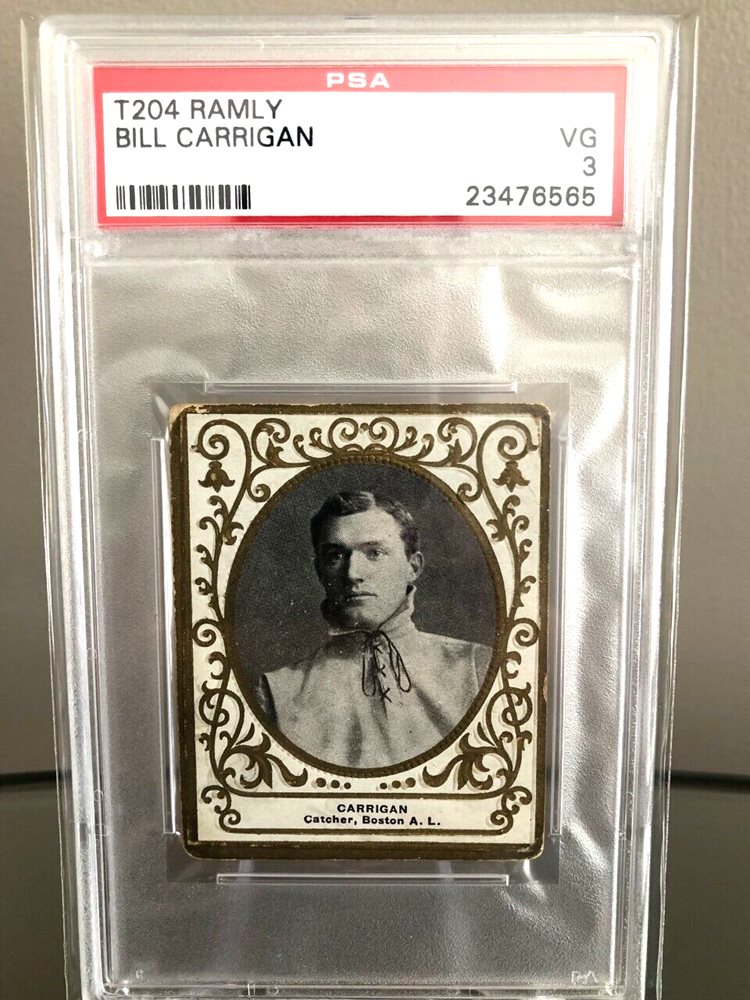 PSA
T204 RAMLY
BILL CARRIGAN
VG
3
23476565
CARRIGAN
Catcher, Boston A. L.